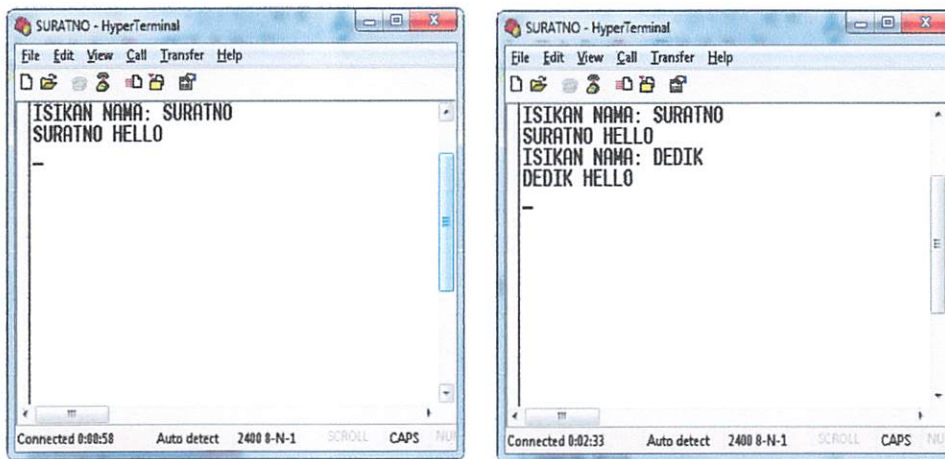 SURATNO - HyperTerminal
File Edit View Call Transfer Help
ISIKAN NAMA: SURATNO
SURATNO HELLO
Connected 0:00:58 Auto detect 2400 8-N-1 SCROLL CAPS
SURATNO - HyperTerminal
File Edit View Call Transfer Help
ISIKAN NAMA: SURATNO
SURATNO HELLO
ISIKAN NAMA: DEDIK
DEDIK HELLO
Connected 0:02:33 Auto detect 2400 8-N-1 SCROLL CAPS